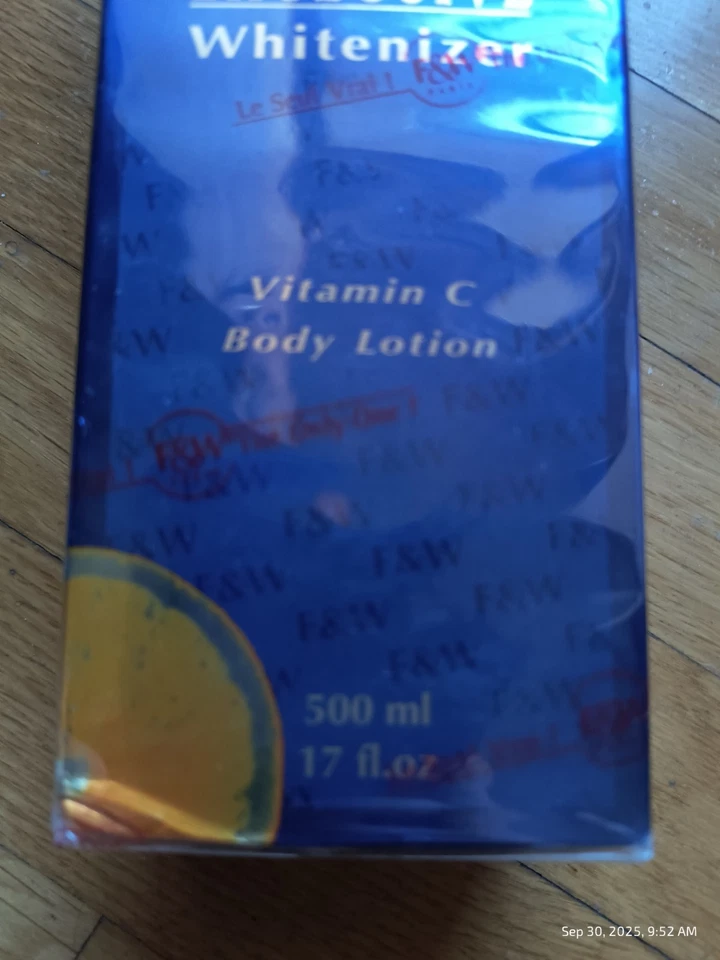 Whitenizer
Le Seul Vrai ! F&W
PARIS
F&W
F&W
Vitamin C
Body Lotion
F&W
F&W
F&W The Only One !
F&W
F&W
F&W
F&W
F&W
F&W
F&W
F&W
F&W
F&W
F&W
500 ml
17 fl.oz
Sep 30, 2025, 9:52 AM